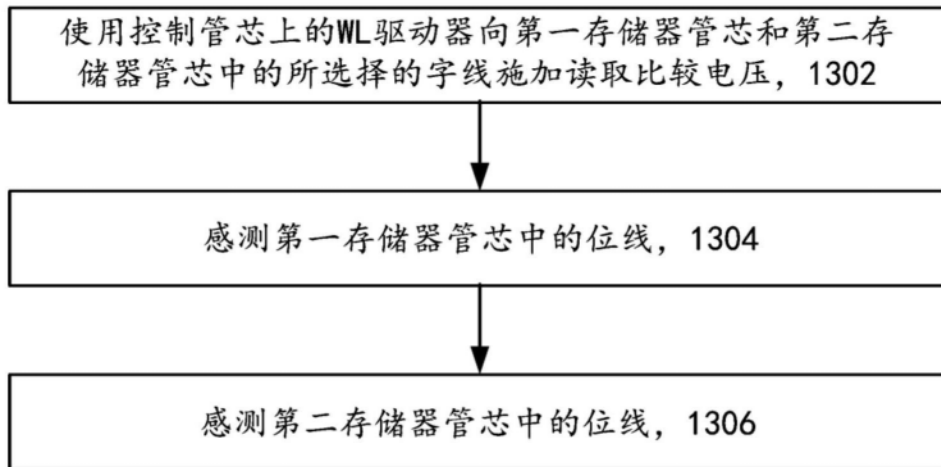 使用控制管芯上的WL驱动器向第一存储器管芯和第二存
储器管芯中的所选择的字线施加读取比较电压，1302
感测第一存储器管芯中的位线，1304
感测第二存储器管芯中的位线，1306